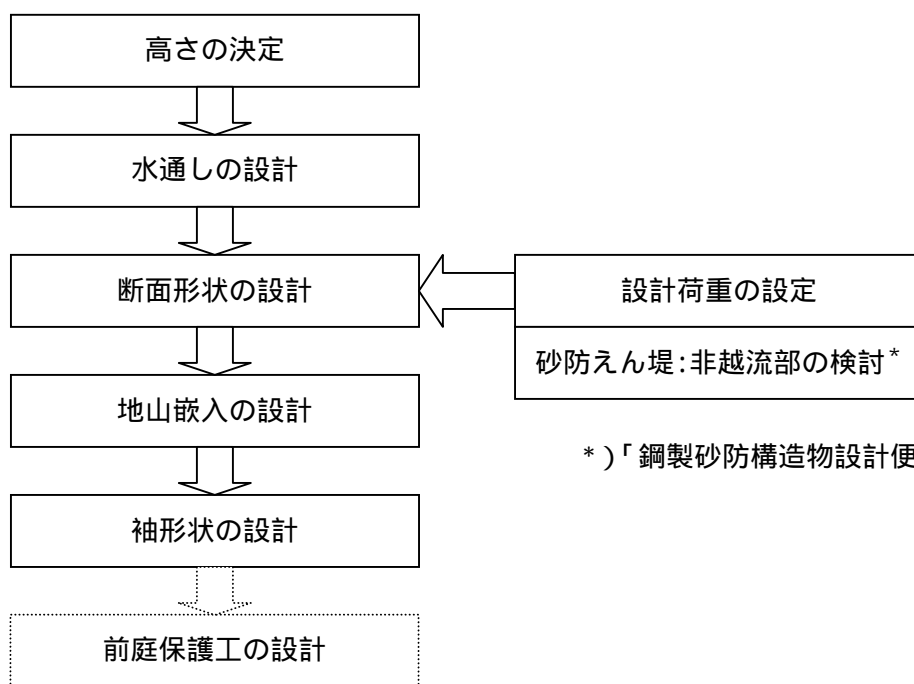 高さの決定
水通しの設計
断面形状の設計
設計荷重の設定
砂防えん堤:非越流部の検討*
地山嵌入の設計
*)「鋼製砂防構造物設計便
袖形状の設計
前庭保護工の設計